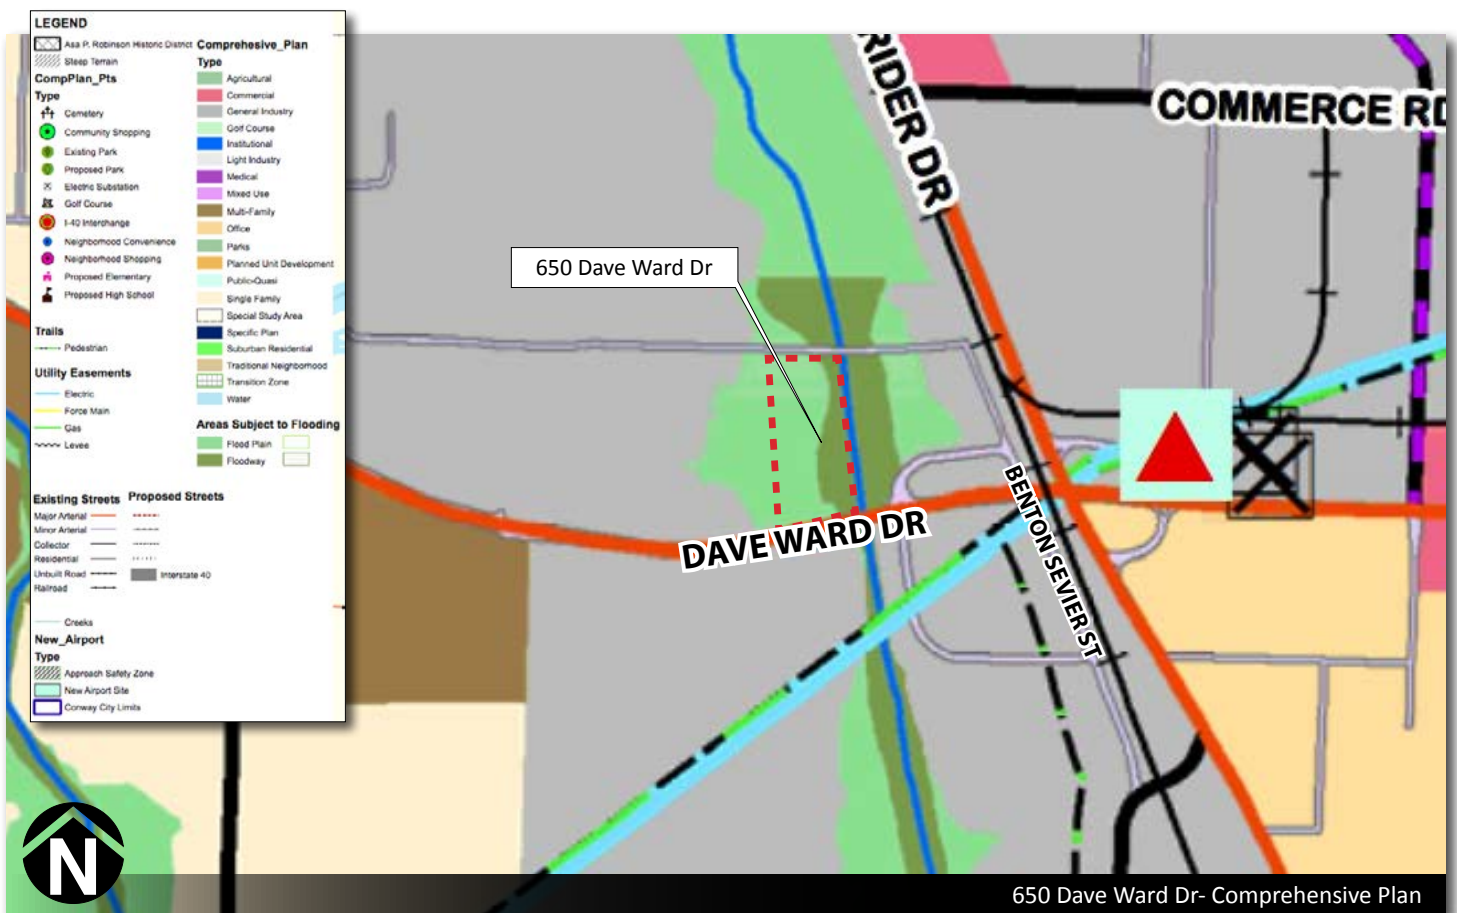 LEGEND
Asa P. Robinson Historic District
Steep Terrain
CompPlan_Pts
Type
Cemetery
Community Shopping
Existing Park
Proposed Park
Electric Substation
Golf Course
I-40 Interchange
Neighborhood Convenience
Neighborhood Shopping
Proposed Elementary
Proposed High School
Trails
Pedestrian
Utility Easements
Electric
Force Main
Gas
Levee
Comprehesive_Plan
Type
Agricultural
Commercial
General Industry
Golf Course
Institutional
Light Industry
Medical
Mixed Use
Multi-Family
Office
Parks
Planned Unit Development
Public-Quasi
Single Family
Special Study Area
Specific Plan
Suburban Residential
Traditional Neighborhood
Transition Zone
Water
Areas Subject to Flooding
Flood Plain
Floodway
Existing Streets Proposed Streets
Major Arterial
Minor Arterial
Collector
Residential
Unbuilt Road
Railroad
Interstate 40
Creeks
New_Airport
Type
Approach Safety Zone
New Airport Site
Conway City Limits
RIDER DR
COMMERCE RD
650 Dave Ward Dr
DAVE WARD DR
BENTON SEVIER ST
N
650 Dave Ward Dr- Comprehensive Plan